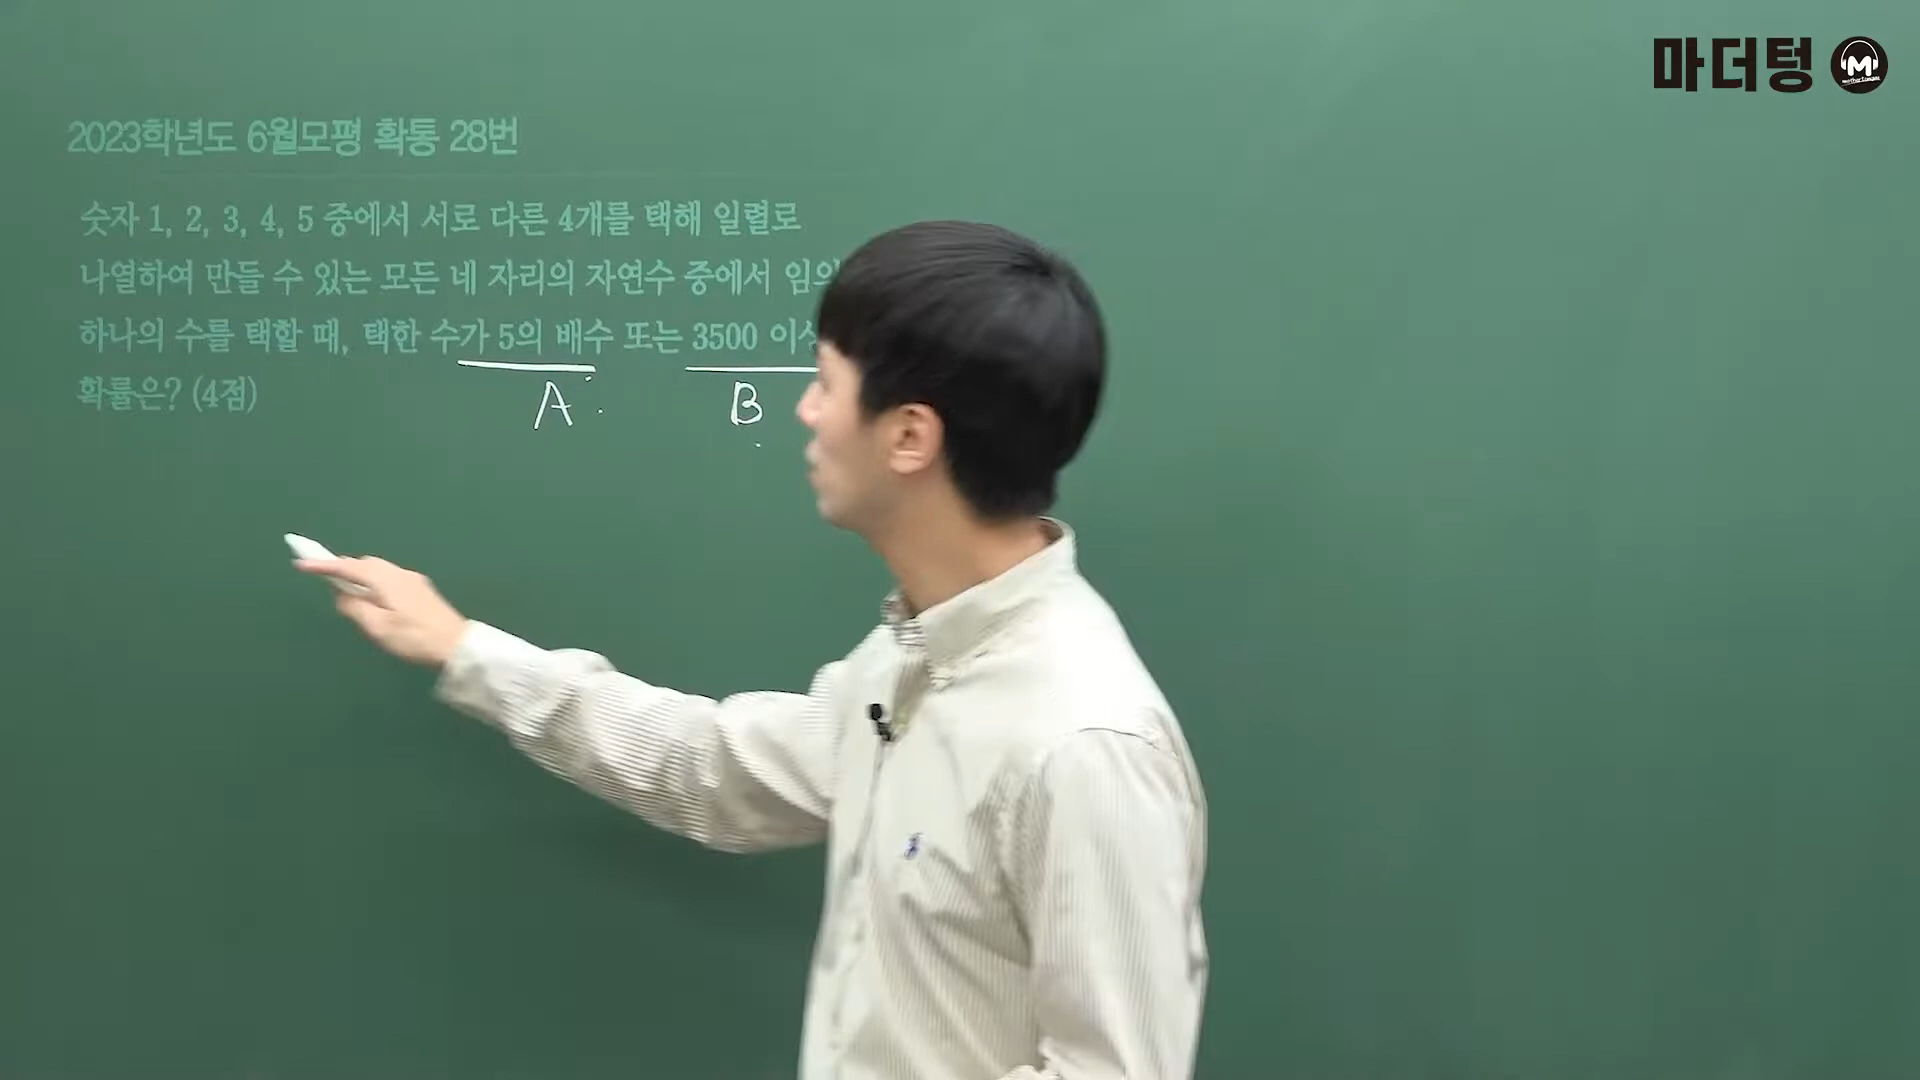 마더텅
M
2023학년도 6월모평 확통 28번
숫자 1, 2, 3, 4, 5 중에서 서로 다른 4개를 택해 일렬로
나열하여 만들 수 있는 모든 네 자리의 자연수 중에서
하나의 수를 택할 때, 택한 수가 5의 배수 또는 3500
확률은? (4점)
A
B